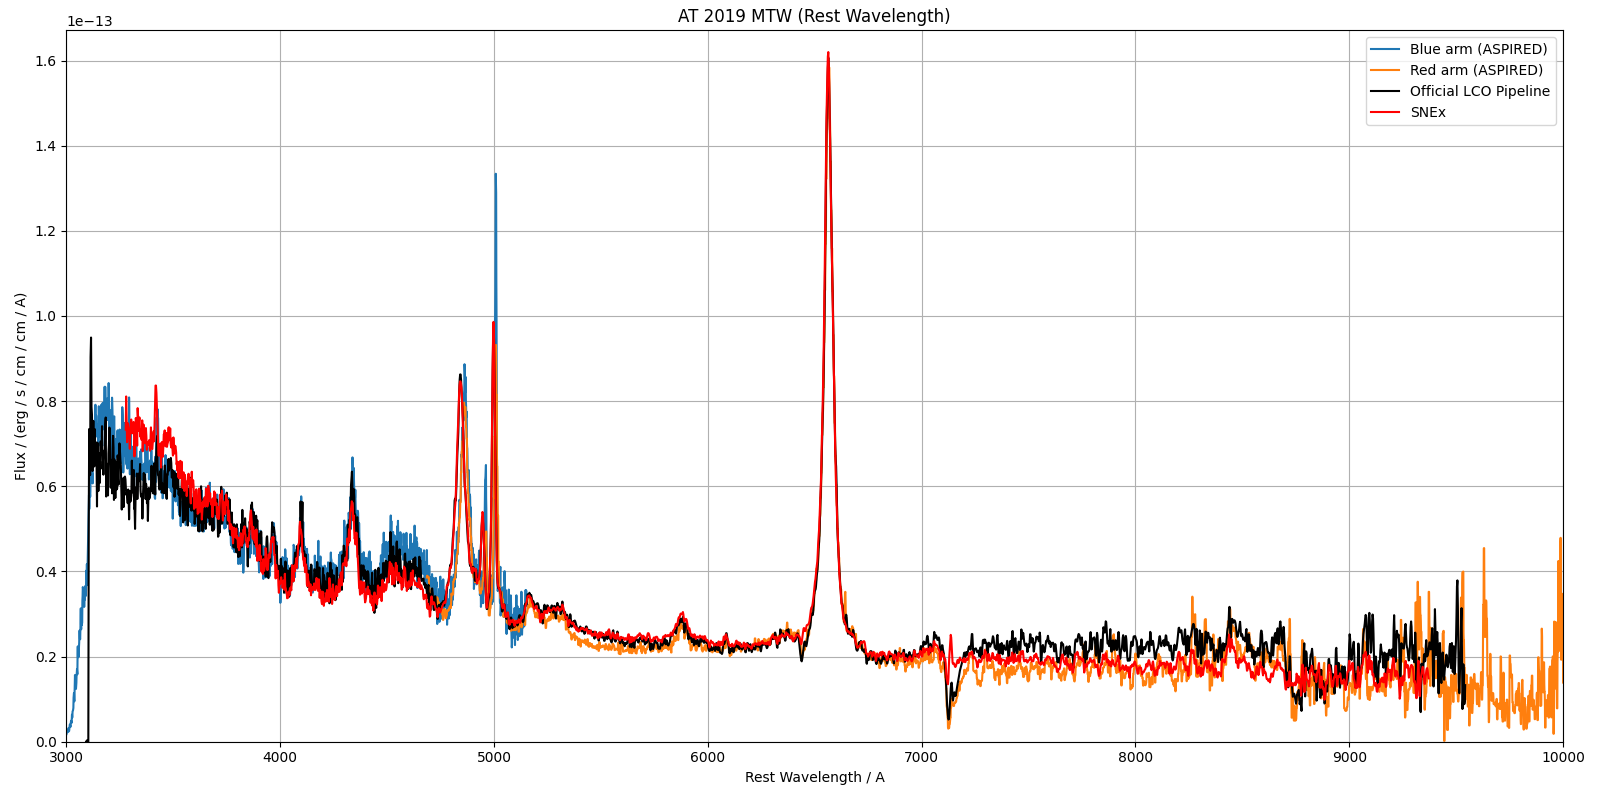 AT 2019 MTW (Rest Wavelength)
1e−13
Blue arm (ASPIRED)
Red arm (ASPIRED)
Official LCO Pipeline
SNEx
1.6
1.4
1.2
1.0
0.8
0.6
0.4
0.2
0.0
Flux / (erg / s / cm / cm / A)
3000 4000 5000 6000 7000 8000 9000 10000
Rest Wavelength / A